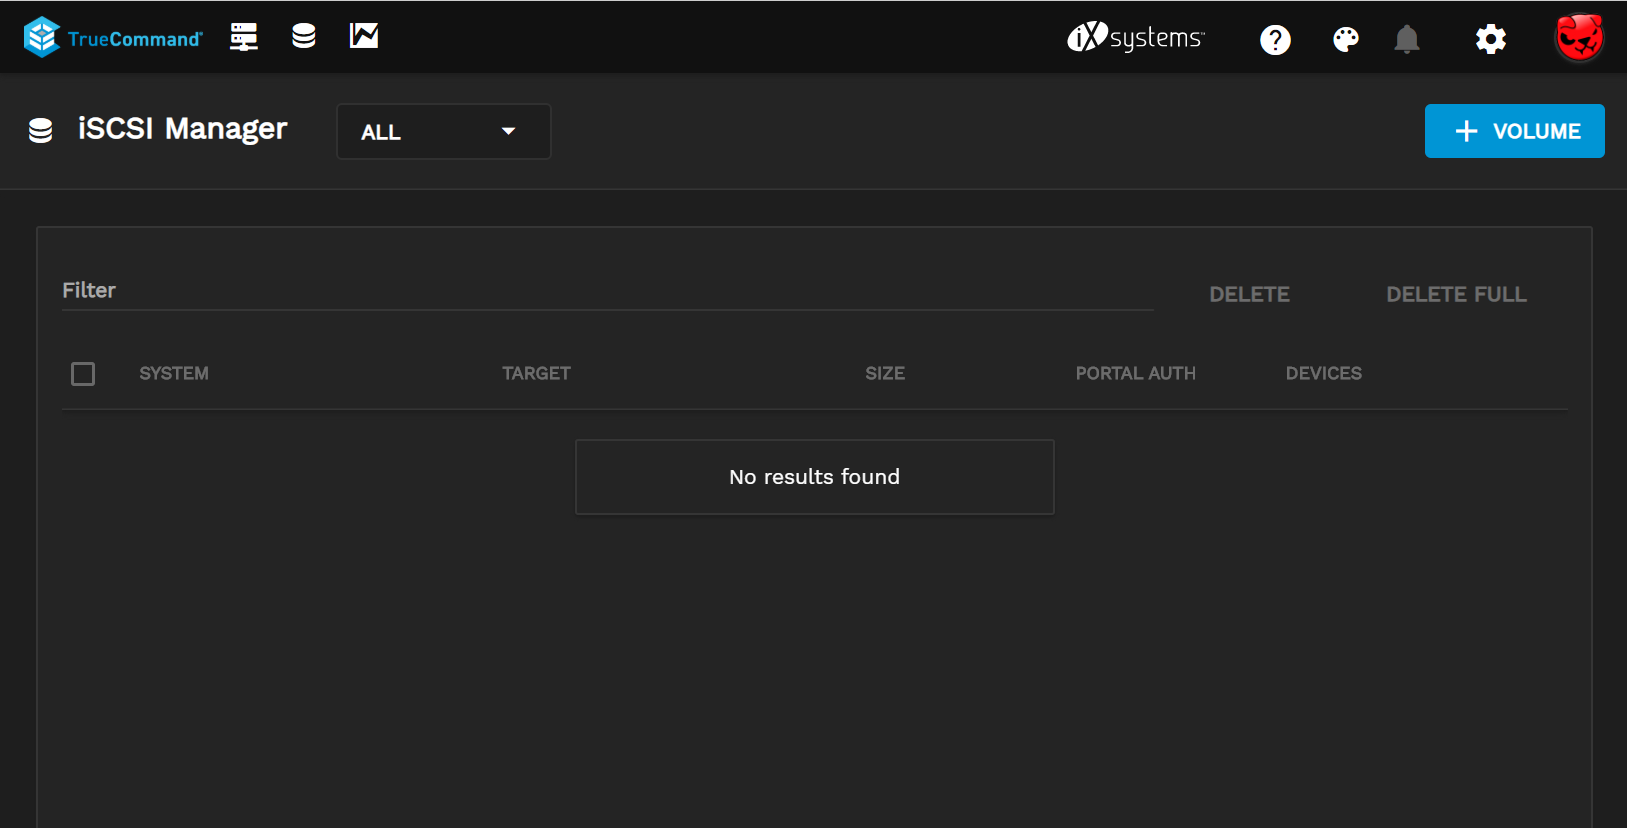 TrueCommand®
iXsystems™
?
iSCSI Manager
ALL
+ VOLUME
Filter
DELETE
DELETE FULL
SYSTEM
TARGET
SIZE
PORTAL AUTH
DEVICES
No results found